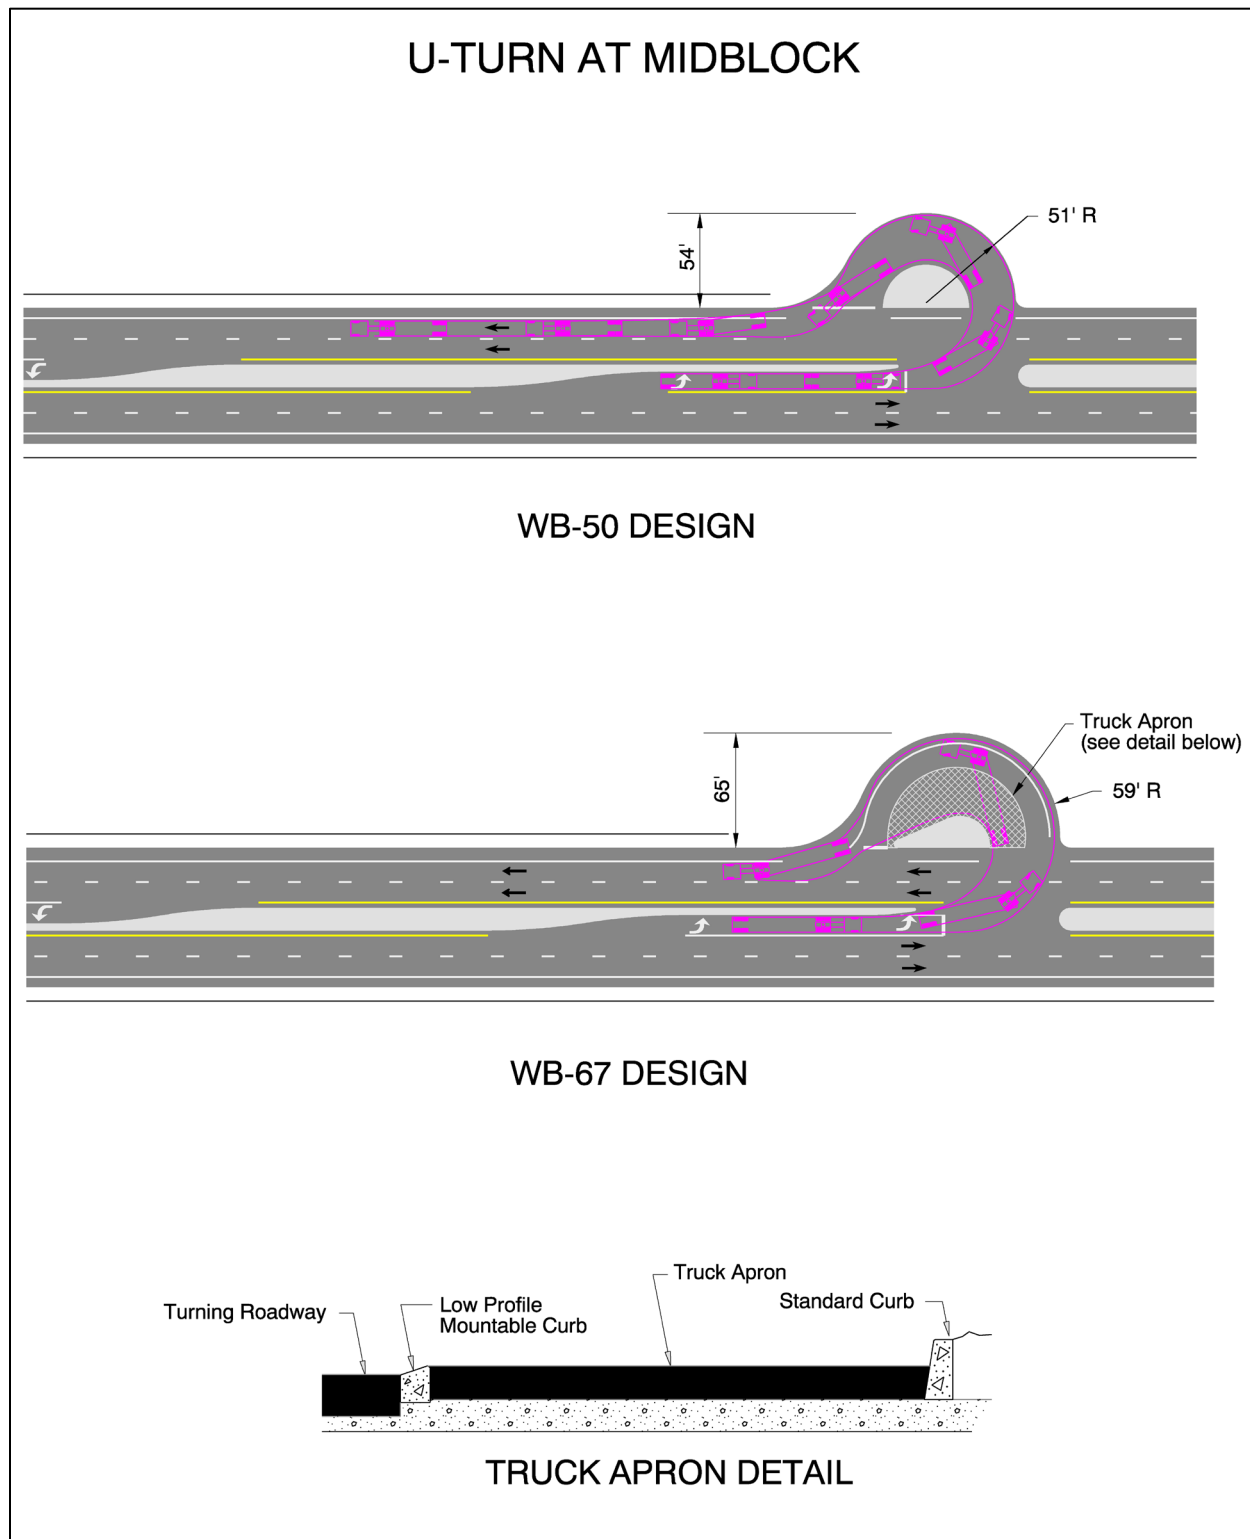 U-TURN AT MIDBLOCK
51' R
54'
WB-50 DESIGN
Truck Apron
(see detail below)
59' R
65'
WB-67 DESIGN
Truck Apron
Standard Curb
Low Profile
Mountable Curb
Turning Roadway
TRUCK APRON DETAIL